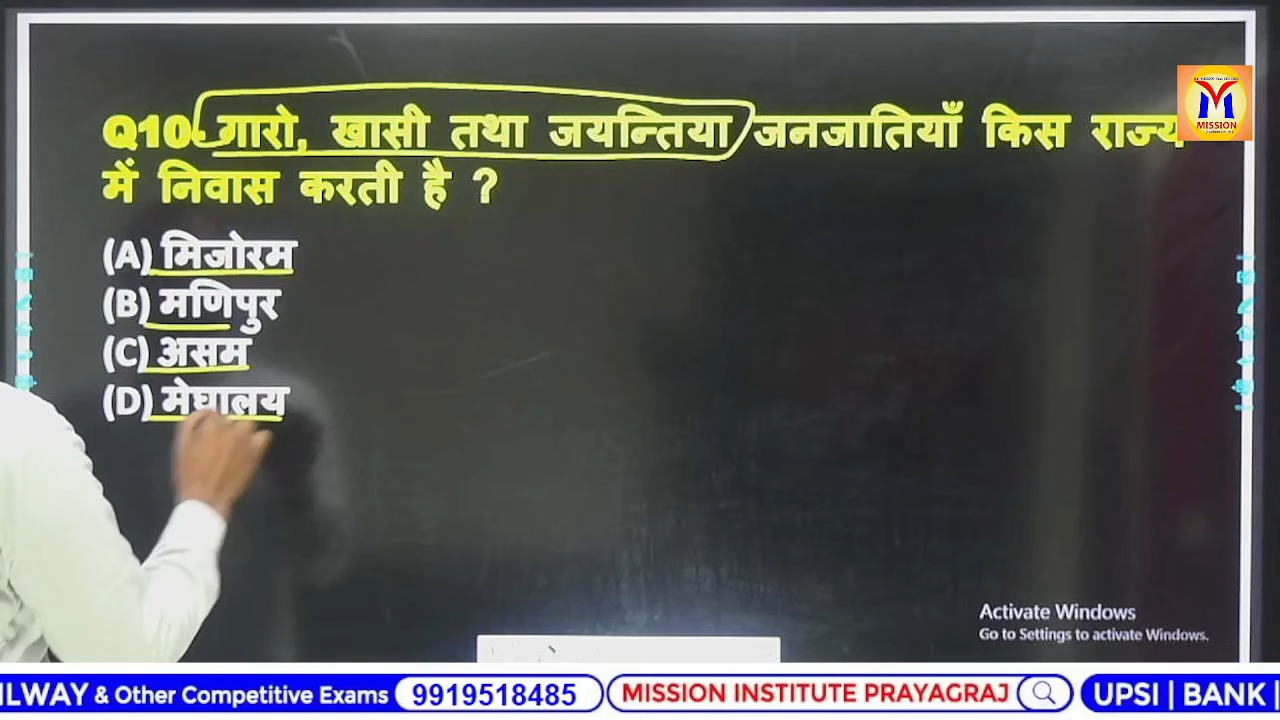 Q10- गारो, खासी तथा जयन्तिया जनजातियाँ किस राज्य
में निवास करती है ?
(A) मिजोरम
(B) मणिपुर
(C) असम
(D) मेघालय
MISSION
Activate Windows
Go to Settings to activate Windows.
ILWAY & Other Competitive Exams 9919518485 MISSION INSTITUTE PRAYAGRAJ UPSI | BANK |